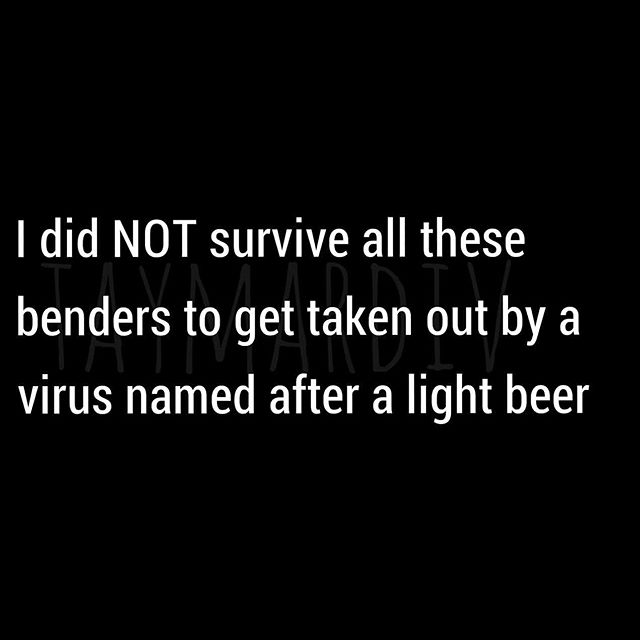 I did NOT survive all these
benders to get taken out by a
virus named after a light beer
TAYMARDIV